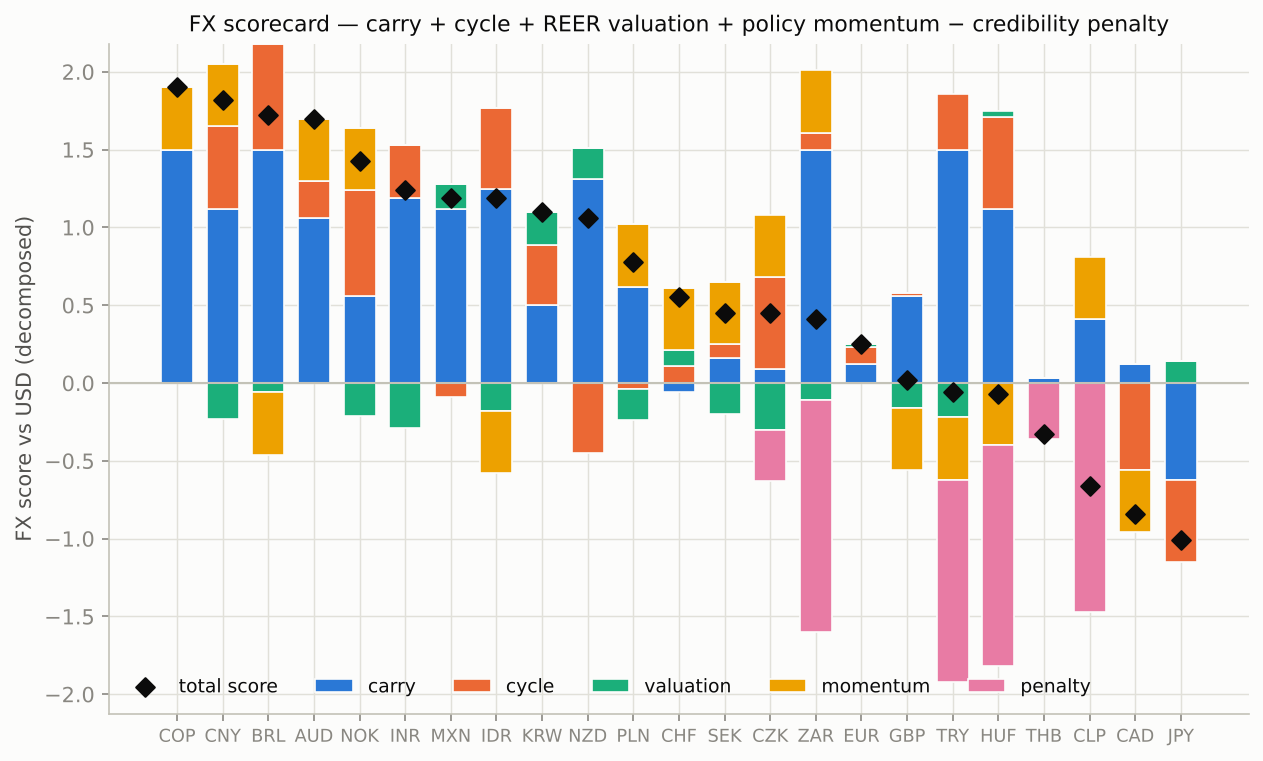 FX scorecard — carry + cycle + REER valuation + policy momentum − credibility penalty
FX score vs USD (decomposed)
2.0
1.5
1.0
0.5
0.0
−0.5
−1.0
−1.5
−2.0
total score carry cycle valuation momentum penalty
COP CNY BRL AUD NOK INR MXN IDR KRW NZD PLN CHF SEK CZK ZAR EUR GBP TRY HUF THB CLP CAD JPY